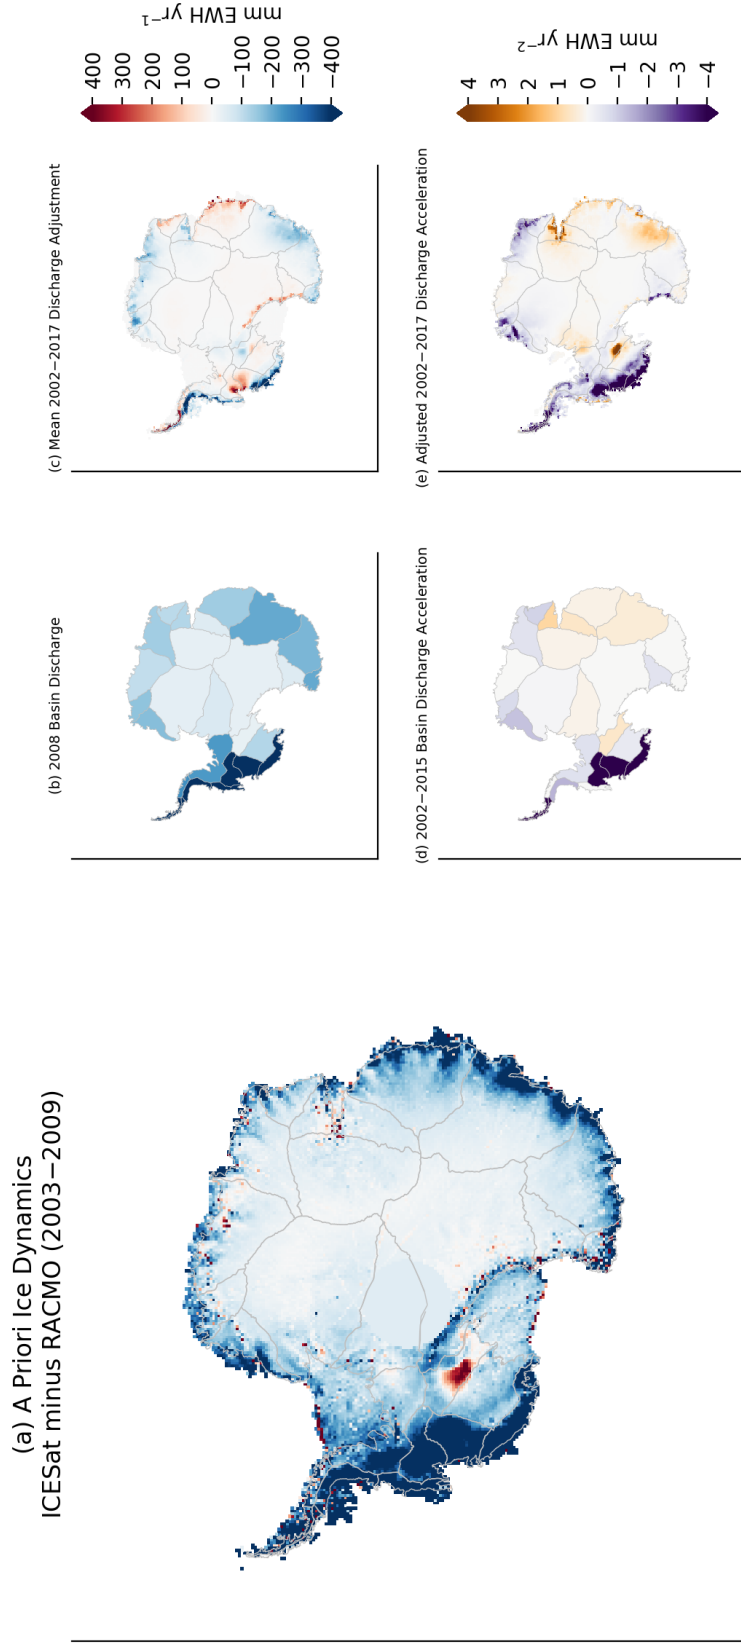 (a) A Priori Ice Dynamics
ICESat minus RACMO (2003−2009)
(b) 2008 Basin Discharge
(c) Mean 2002−2017 Discharge Adjustment
400
300
200
100
0
−100
−200
−300
−400
mm EWH yr−1
(d) 2002−2015 Basin Discharge Acceleration
(e) Adjusted 2002−2017 Discharge Acceleration
4
3
2
1
0
−1
−2
−3
−4
mm EWH yr−2